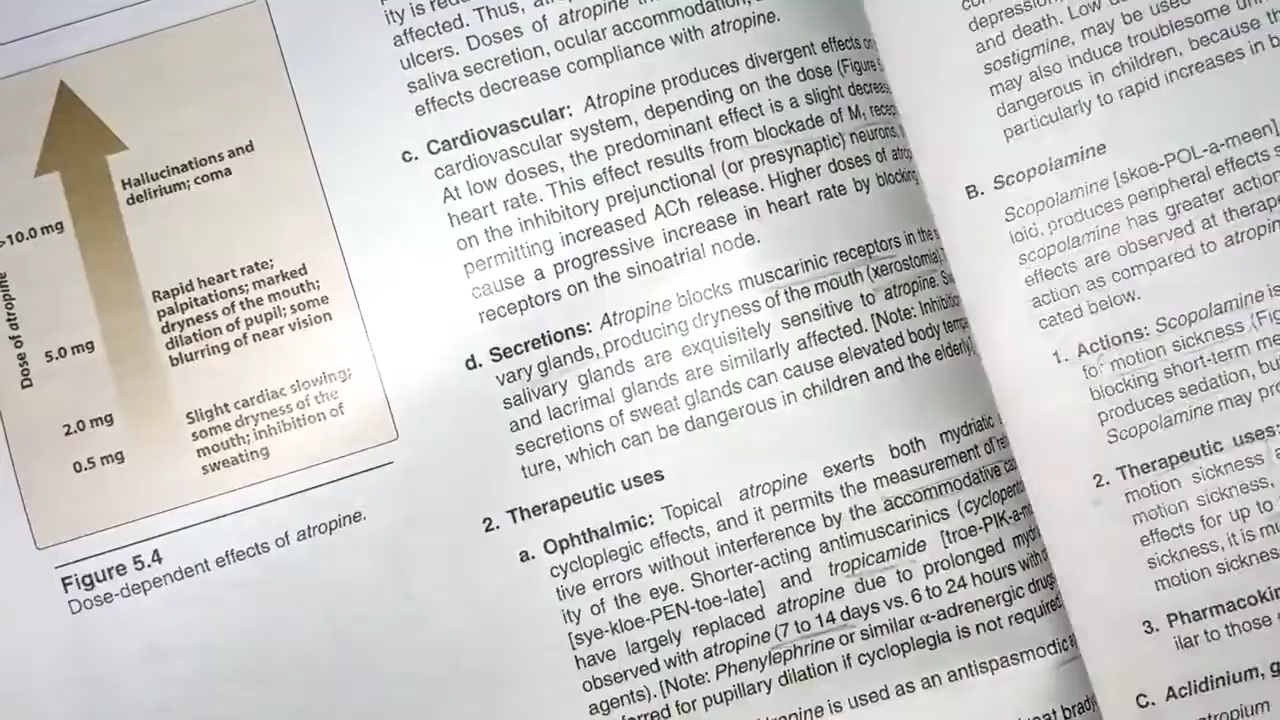 Hallucinations and
delirium; coma
>10.0 mg
Rapid heart rate;
palpitations; marked
dryness of the mouth;
dilation of pupil; some
blurring of near vision
5.0 mg
Dose of atropine
Slight cardiac slowing;
some dryness of the
mouth; inhibition of
sweating
2.0 mg
0.5 mg
Figure 5.4
Dose-dependent effects of atropine.
affected. Thus,
ulcers. Doses of atropine
saliva secretion, ocular accommodation,
effects decrease compliance with atropine.
c. Cardiovascular: Atropine produces divergent effects
cardiovascular system, depending on the dose (Figure
At low doses, the predominant effect is a slight
heart rate. This effect results from blockade of M₁
on the inhibitory prejunctional (or presynaptic) neurons,
permitting increased ACh release. Higher doses of
cause a progressive increase in heart rate by blocking
receptors on the sinoatrial node.
d. Secretions: Atropine blocks muscarinic receptors in the
vary glands, producing dryness of the mouth (xerostomia)
salivary glands are exquisitely sensitive to atropine.
and lacrimal glands are similarly affected. [Note:
secretions of sweat glands can cause elevated body
ture, which can be dangerous in children and the elderly]
2. Therapeutic uses
a. Ophthalmic: Topical atropine exerts both mydriatic
cycloplegic effects, and it permits the measurement of
tive errors without interference by the accommodative
ity of the eye. Shorter-acting antimuscarinics
[sye-kloe-PEN-toe-late] and tropicamide
have largely replaced atropine due to prolonged
observed with atropine (7 to 14 days vs. 6 to 24 hours with
agents). [Note: Phenylephrine or similar α-adrenergic
for pupillary dilation if cycloplegia is not required
is used as an antispasmodic
and death. Low
sostigmine, may be used
may also induce troublesome
dangerous in children, because
particularly to rapid increases in
B. Scopolamine
Scopolamine [skoe-POL-a-meen]
loid, produces peripheral effects
scopolamine has greater action
effects are observed at
action as compared to
cated below.
1. Actions: Scopolamine is
for motion sickness
blocking short-term
produces sedation, but
Scopolamine may
2. Therapeutic uses:
motion sickness
motion sickness,
effects for up to
sickness, it is
motion
3.
ilar to those
C. Aclidinium,